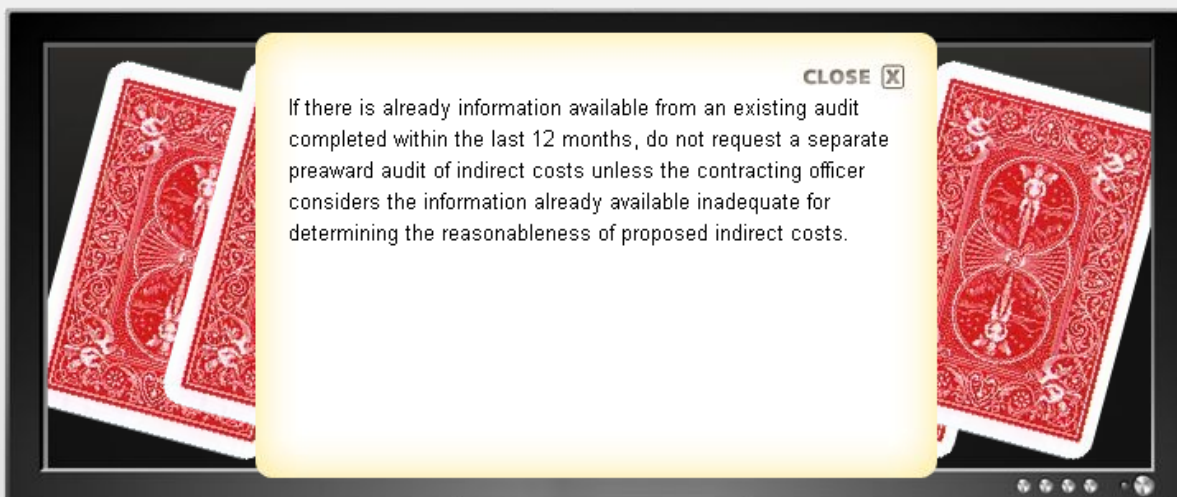 CLOSE X
If there is already information available from an existing audit
completed within the last 12 months, do not request a separate
preaward audit of indirect costs unless the contracting officer
considers the information already available inadequate for
determining the reasonableness of proposed indirect costs.